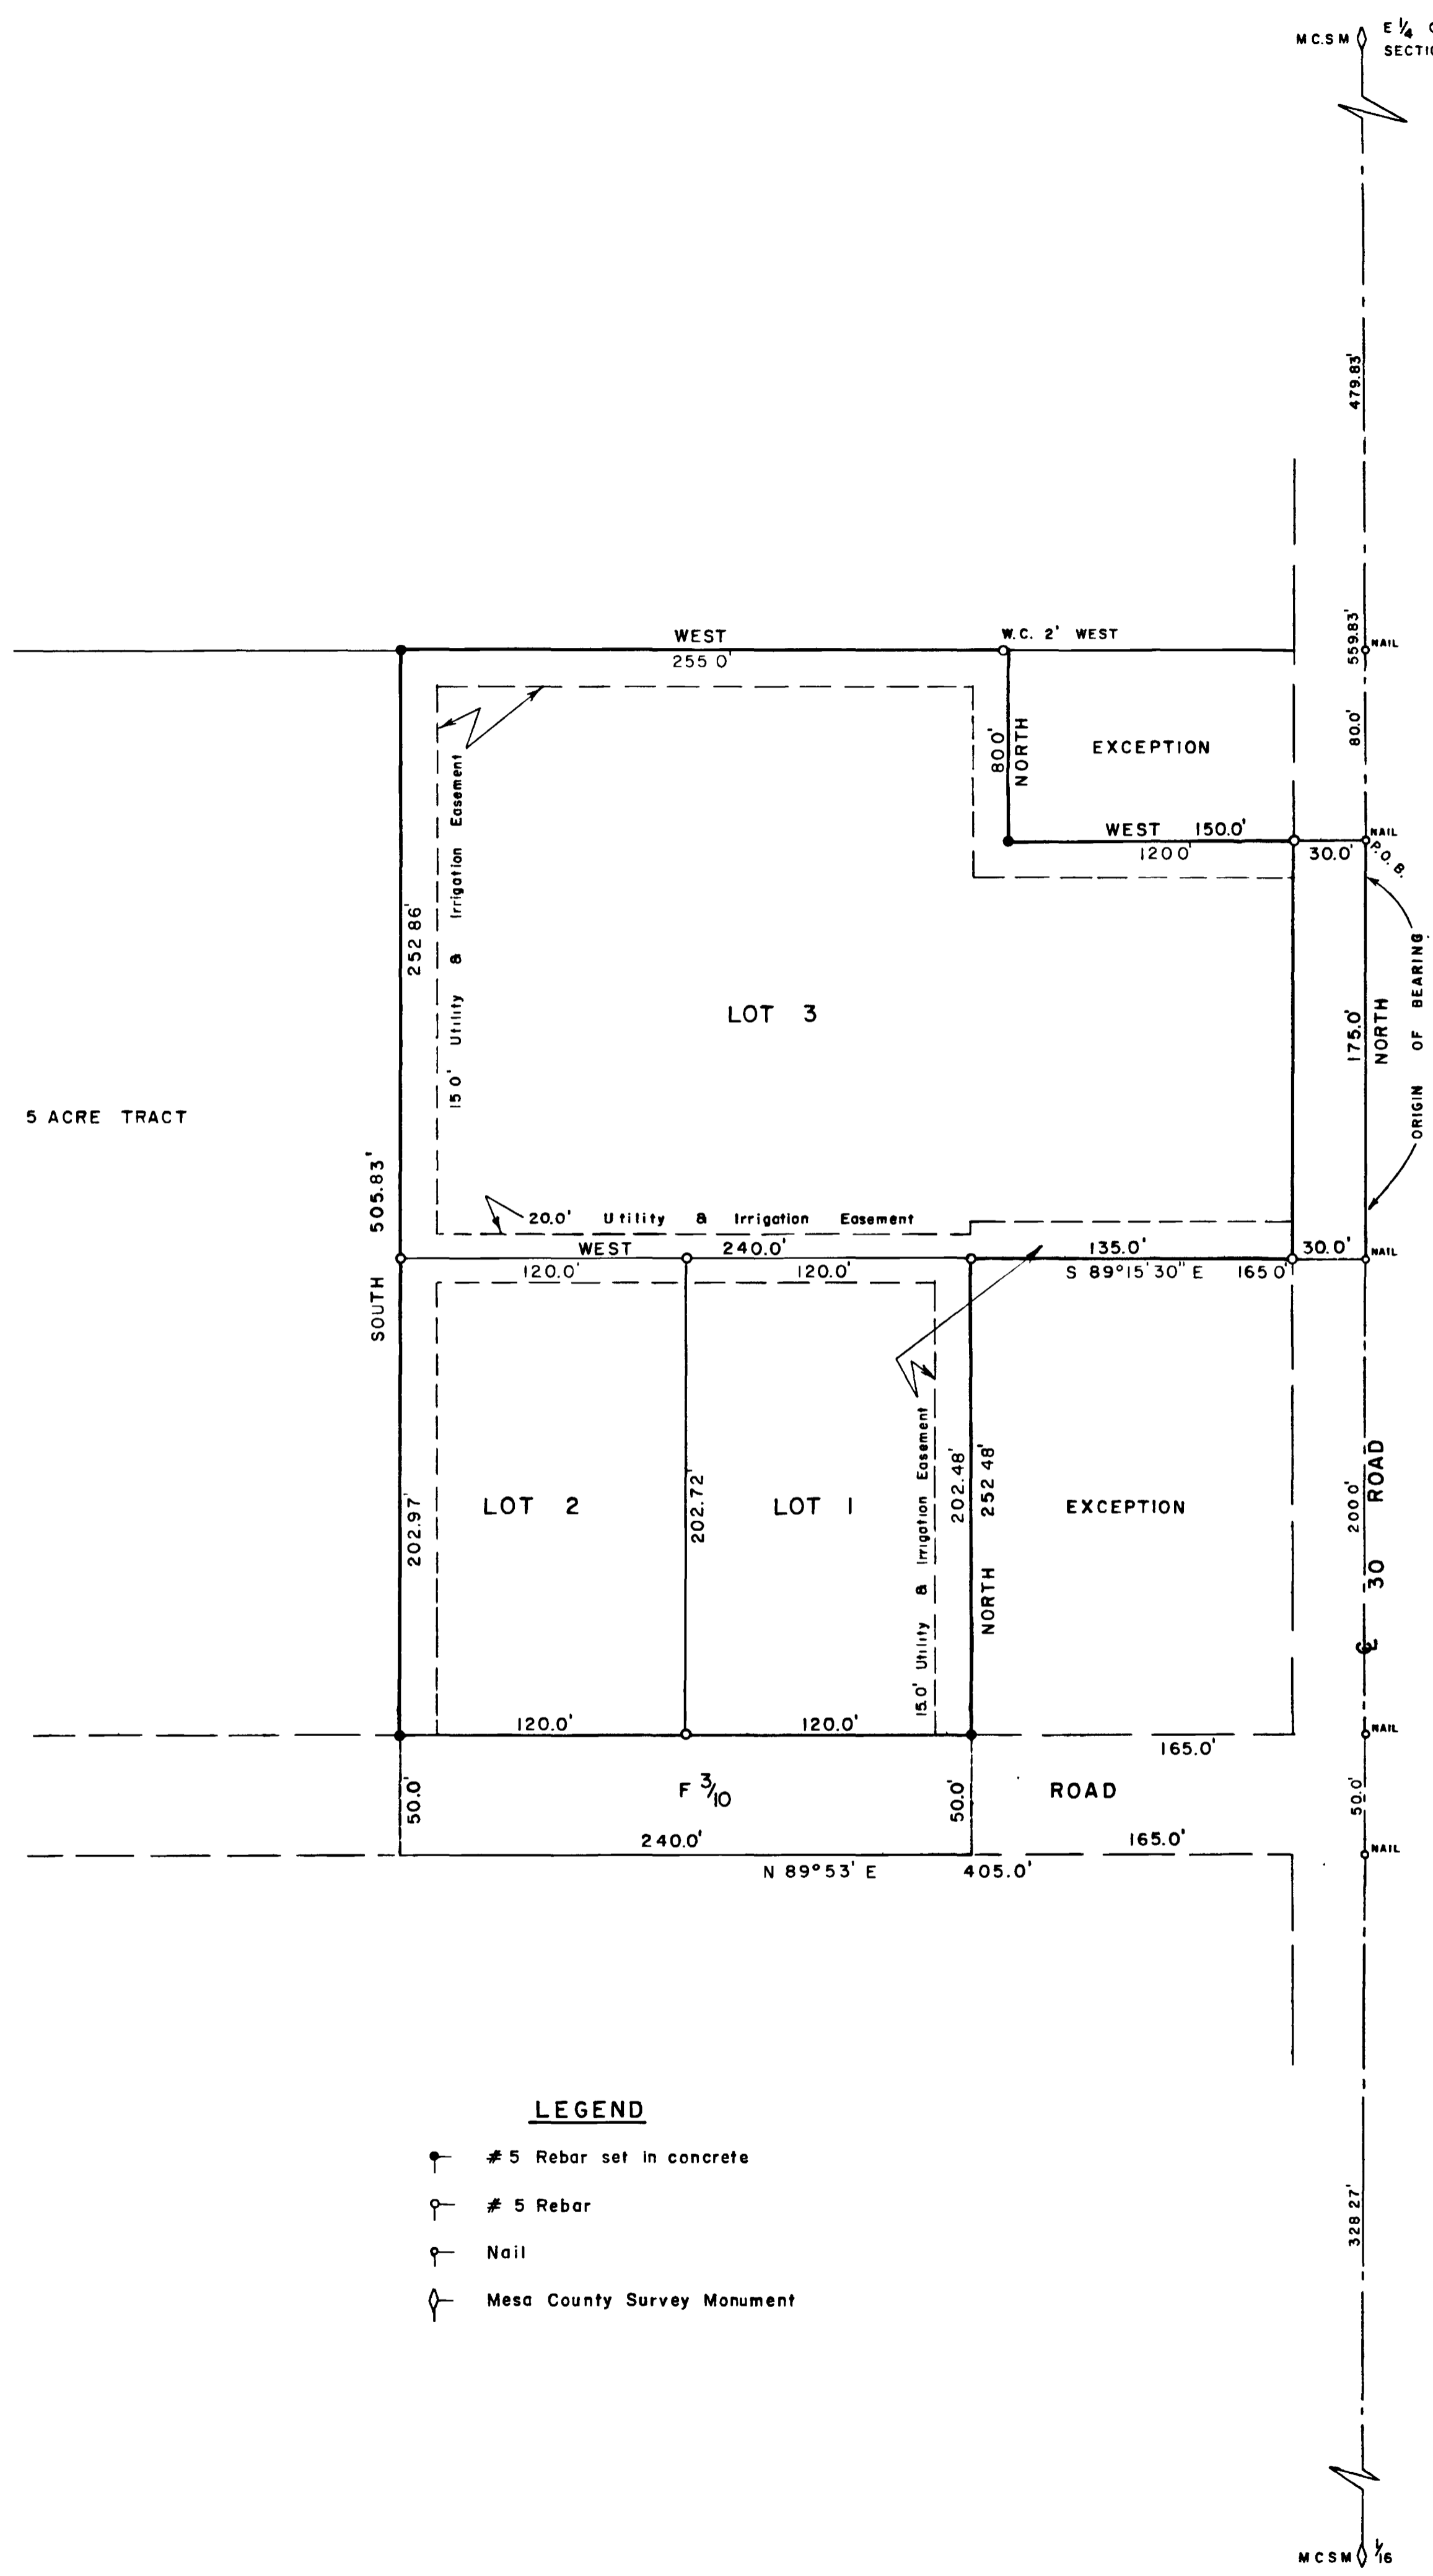 M.C.S.M
E 1/4
479.83'
559.83'
NAIL
WEST
W.C. 2' WEST
255 0'
80.0'
80 0'
NORTH
EXCEPTION
15 0' Utility & Irrigation Easement
WEST 150.0'
120 0'
30.0'
NAIL
P.O.B.
252 86'
LOT 3
175.0'
NORTH
ORIGIN OF BEARING
5 ACRE TRACT
SOUTH 505.83'
20.0' Utility & Irrigation Easement
WEST 240.0'
135.0'
30.0'
NAIL
120.0'
120.0'
S 89°15'30" E 165 0'
202.97'
LOT 2
202.72'
LOT 1
15.0' Utility & Irrigation Easement
202.48'
NORTH 252 48'
EXCEPTION
200.0'
℄ 30 ROAD
120.0'
120.0'
NAIL
165.0'
50.0'
F 3/10 ROAD
50.0'
50.0'
240.0'
165.0'
NAIL
N 89°53' E 405.0'
LEGEND
# 5 Rebar set in concrete
# 5 Rebar
Nail
Mesa County Survey Monument
328 27'
M C S M 1/16